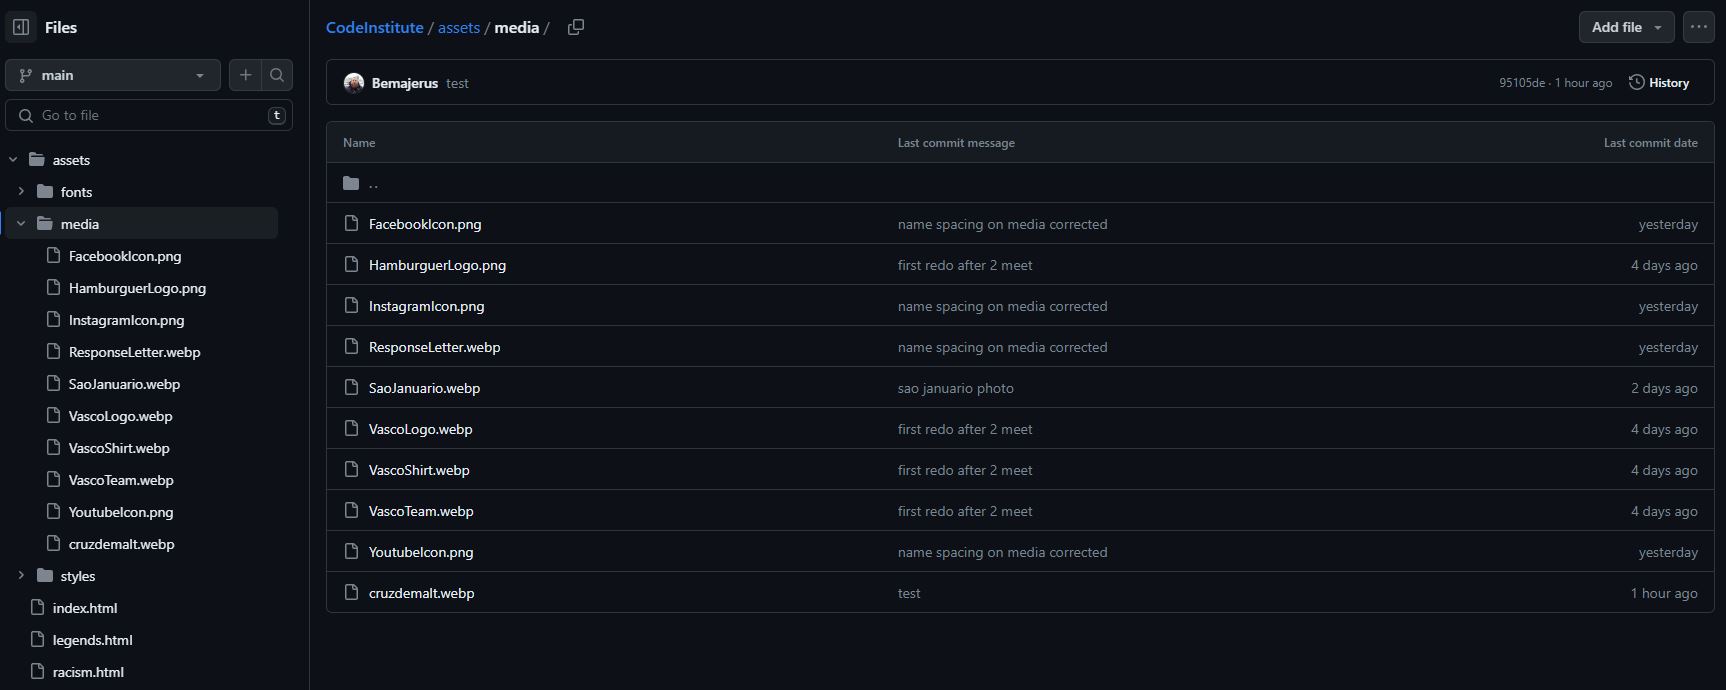 Files
main
Go to file
t
assets
fonts
media
FacebookIcon.png
HamburguerLogo.png
InstagramIcon.png
ResponseLetter.webp
SaoJanuario.webp
VascoLogo.webp
VascoShirt.webp
VascoTeam.webp
YoutubeIcon.png
cruzdemalt.webp
styles
index.html
legends.html
racism.html
CodeInstitute / assets / media /
Add file
Bemajerus test
95105de · 1 hour ago History
Name Last commit message Last commit date
..
FacebookIcon.png name spacing on media corrected yesterday
HamburguerLogo.png first redo after 2 meet 4 days ago
InstagramIcon.png name spacing on media corrected yesterday
ResponseLetter.webp name spacing on media corrected yesterday
SaoJanuario.webp sao januario photo 2 days ago
VascoLogo.webp first redo after 2 meet 4 days ago
VascoShirt.webp first redo after 2 meet 4 days ago
VascoTeam.webp first redo after 2 meet 4 days ago
YoutubeIcon.png name spacing on media corrected yesterday
cruzdemalt.webp test 1 hour ago